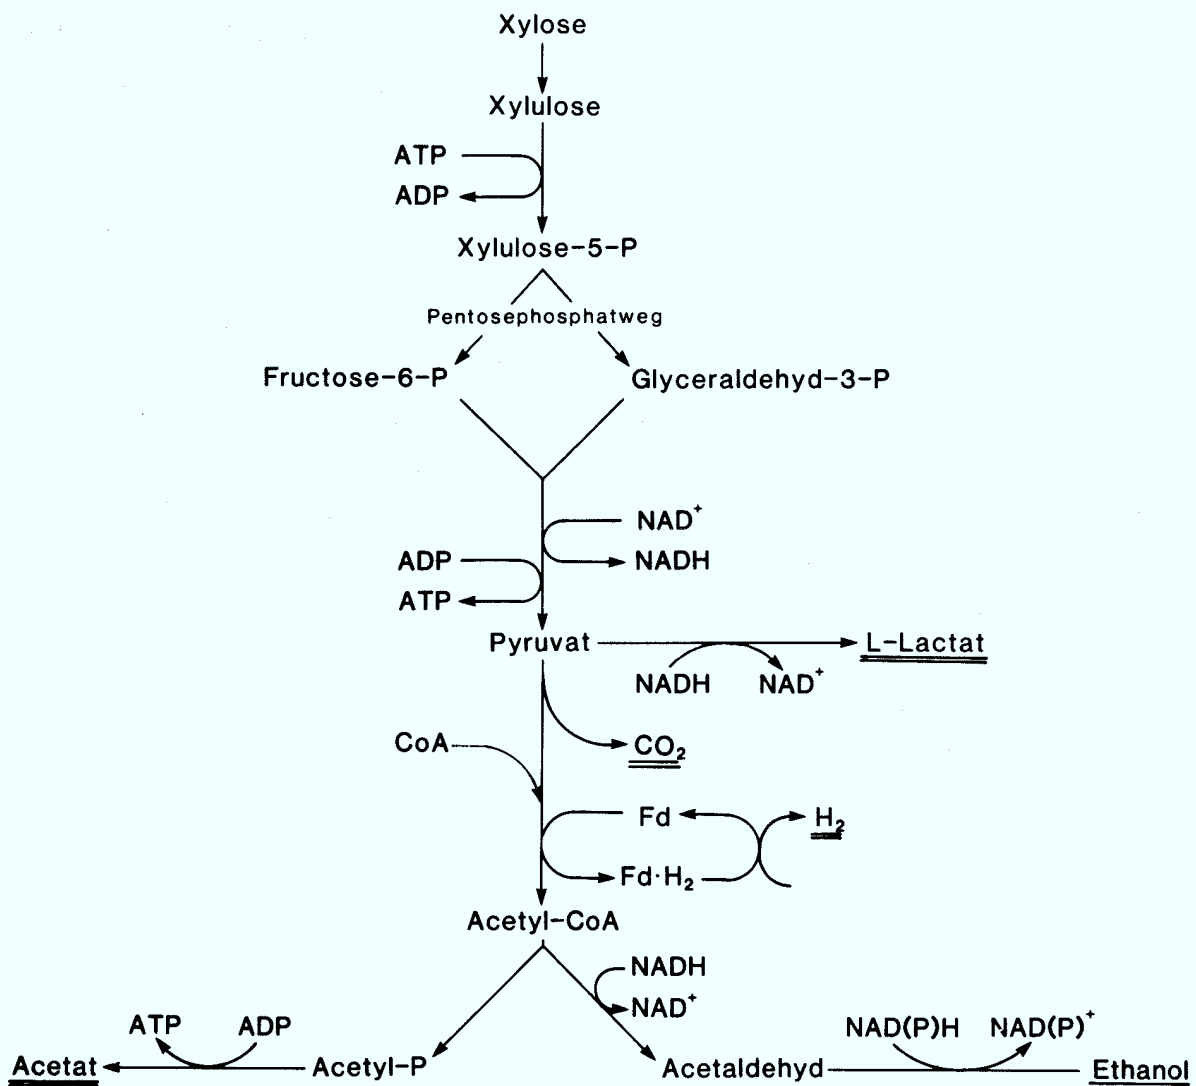 Xylose
Xylulose
ATP
ADP
Xylulose-5-P
Pentosephosphatweg
Fructose-6-P
Glyceraldehyd-3-P
NAD⁺
NADH
ADP
ATP
Pyruvat
L-Lactat
NADH
NAD⁺
CoA
CO₂
Fd
H₂
Fd·H₂
Acetyl-CoA
NADH
NAD⁺
ATP
ADP
NAD(P)H
NAD(P)⁺
Acetat
Acetyl-P
Acetaldehyd
Ethanol